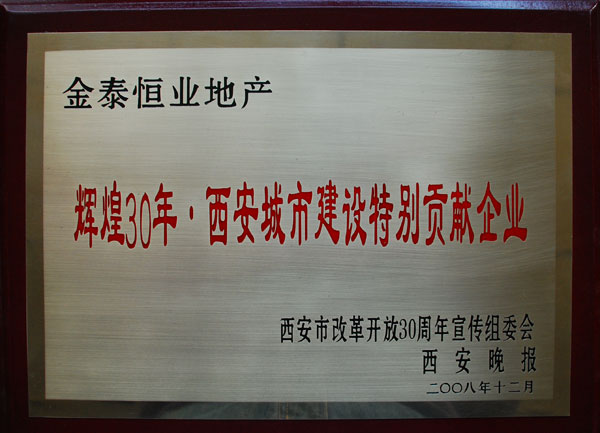 金泰恒业地产
辉煌30年·西安城市建设特别贡献企业
西安市改革开放30周年宣传组委会
西安晚报
二〇〇八年十二月